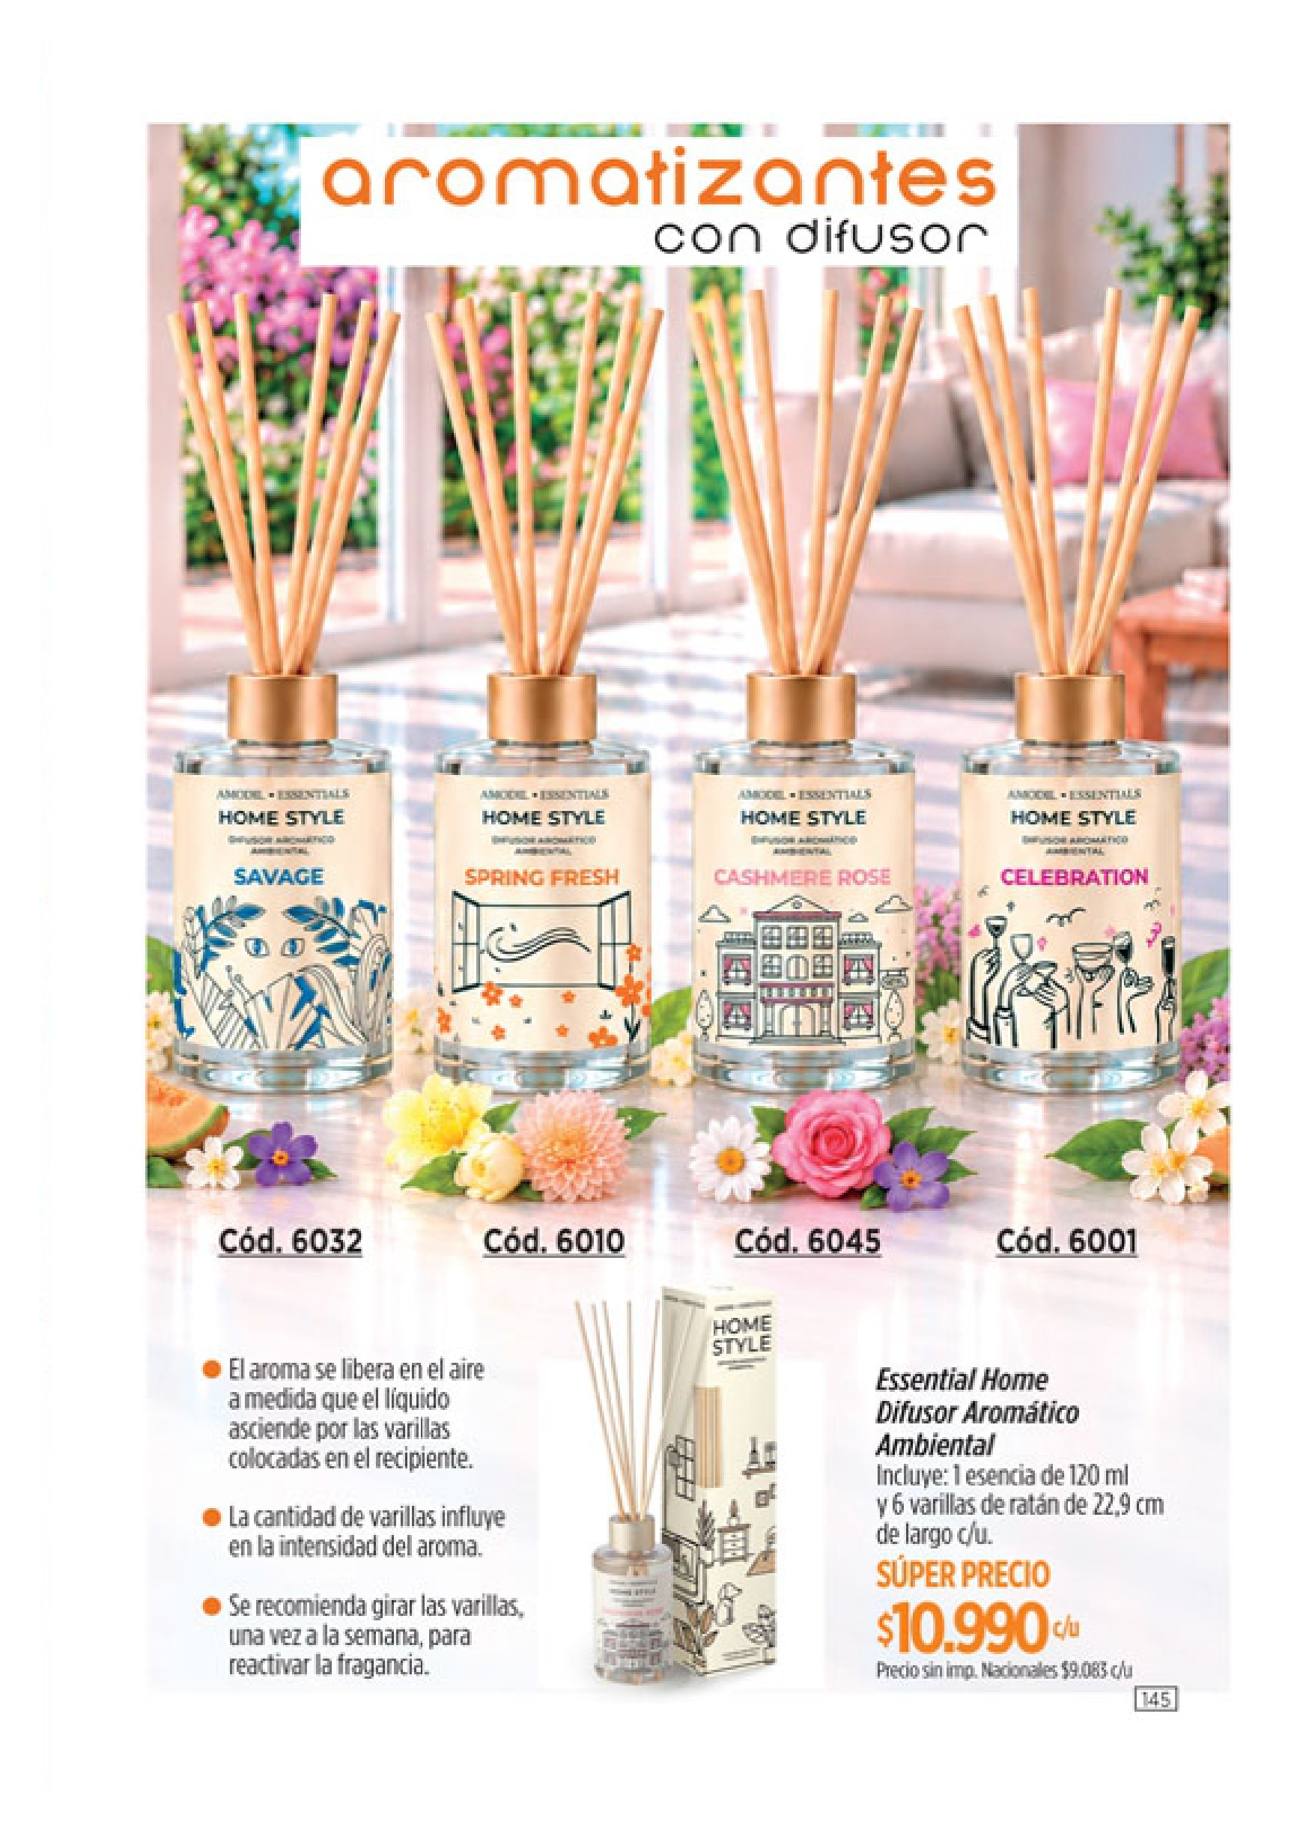 aromatizantes
con difusor
AMODIL • ESSENTIALS
HOME STYLE
DIFUSOR AROMÁTICO
AMBIENTAL
SAVAGE
AMODIL • ESSENTIALS
HOME STYLE
DIFUSOR AROMÁTICO
AMBIENTAL
SPRING FRESH
AMODIL • ESSENTIALS
HOME STYLE
DIFUSOR AROMÁTICO
AMBIENTAL
CASHMERE ROSE
AMODIL • ESSENTIALS
HOME STYLE
DIFUSOR AROMÁTICO
AMBIENTAL
CELEBRATION
Cód. 6032
Cód. 6010
Cód. 6045
Cód. 6001
El aroma se libera en el aire
a medida que el líquido
asciende por las varillas
colocadas en el recipiente.
La cantidad de varillas influye
en la intensidad del aroma.
Se recomienda girar las varillas,
una vez a la semana, para
reactivar la fragancia.
HOME
STYLE
HOME STYLE
CASHMERE ROSE
Essential Home
Difusor Aromático
Ambiental
Incluye: 1 esencia de 120 ml
y 6 varillas de ratán de 22,9 cm
de largo c/u.
SÚPER PRECIO
$10.990 c/u
Precio sin imp. Nacionales $9.083 c/u
145